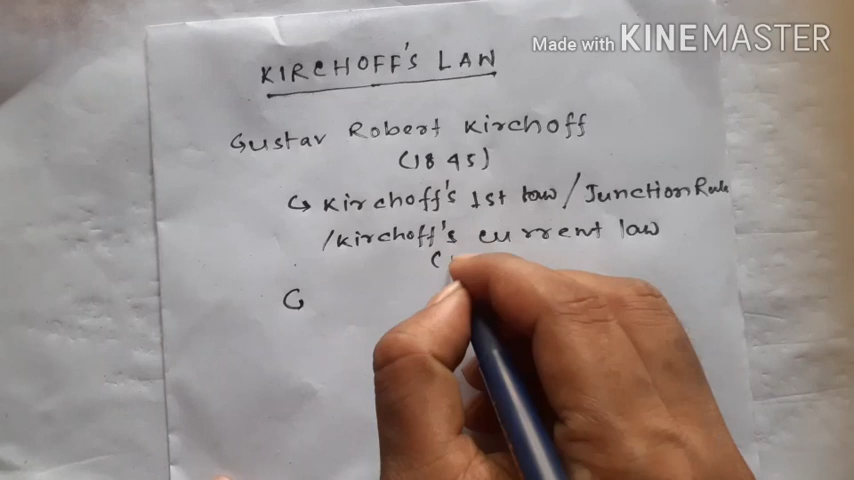 Made with KINEMASTER
KIRCHOFF'S LAW
Gustav Robert Kirchoff
(1845)
↪ Kirchoff's 1st law / Junction Rule
/Kirchoff's current law
(